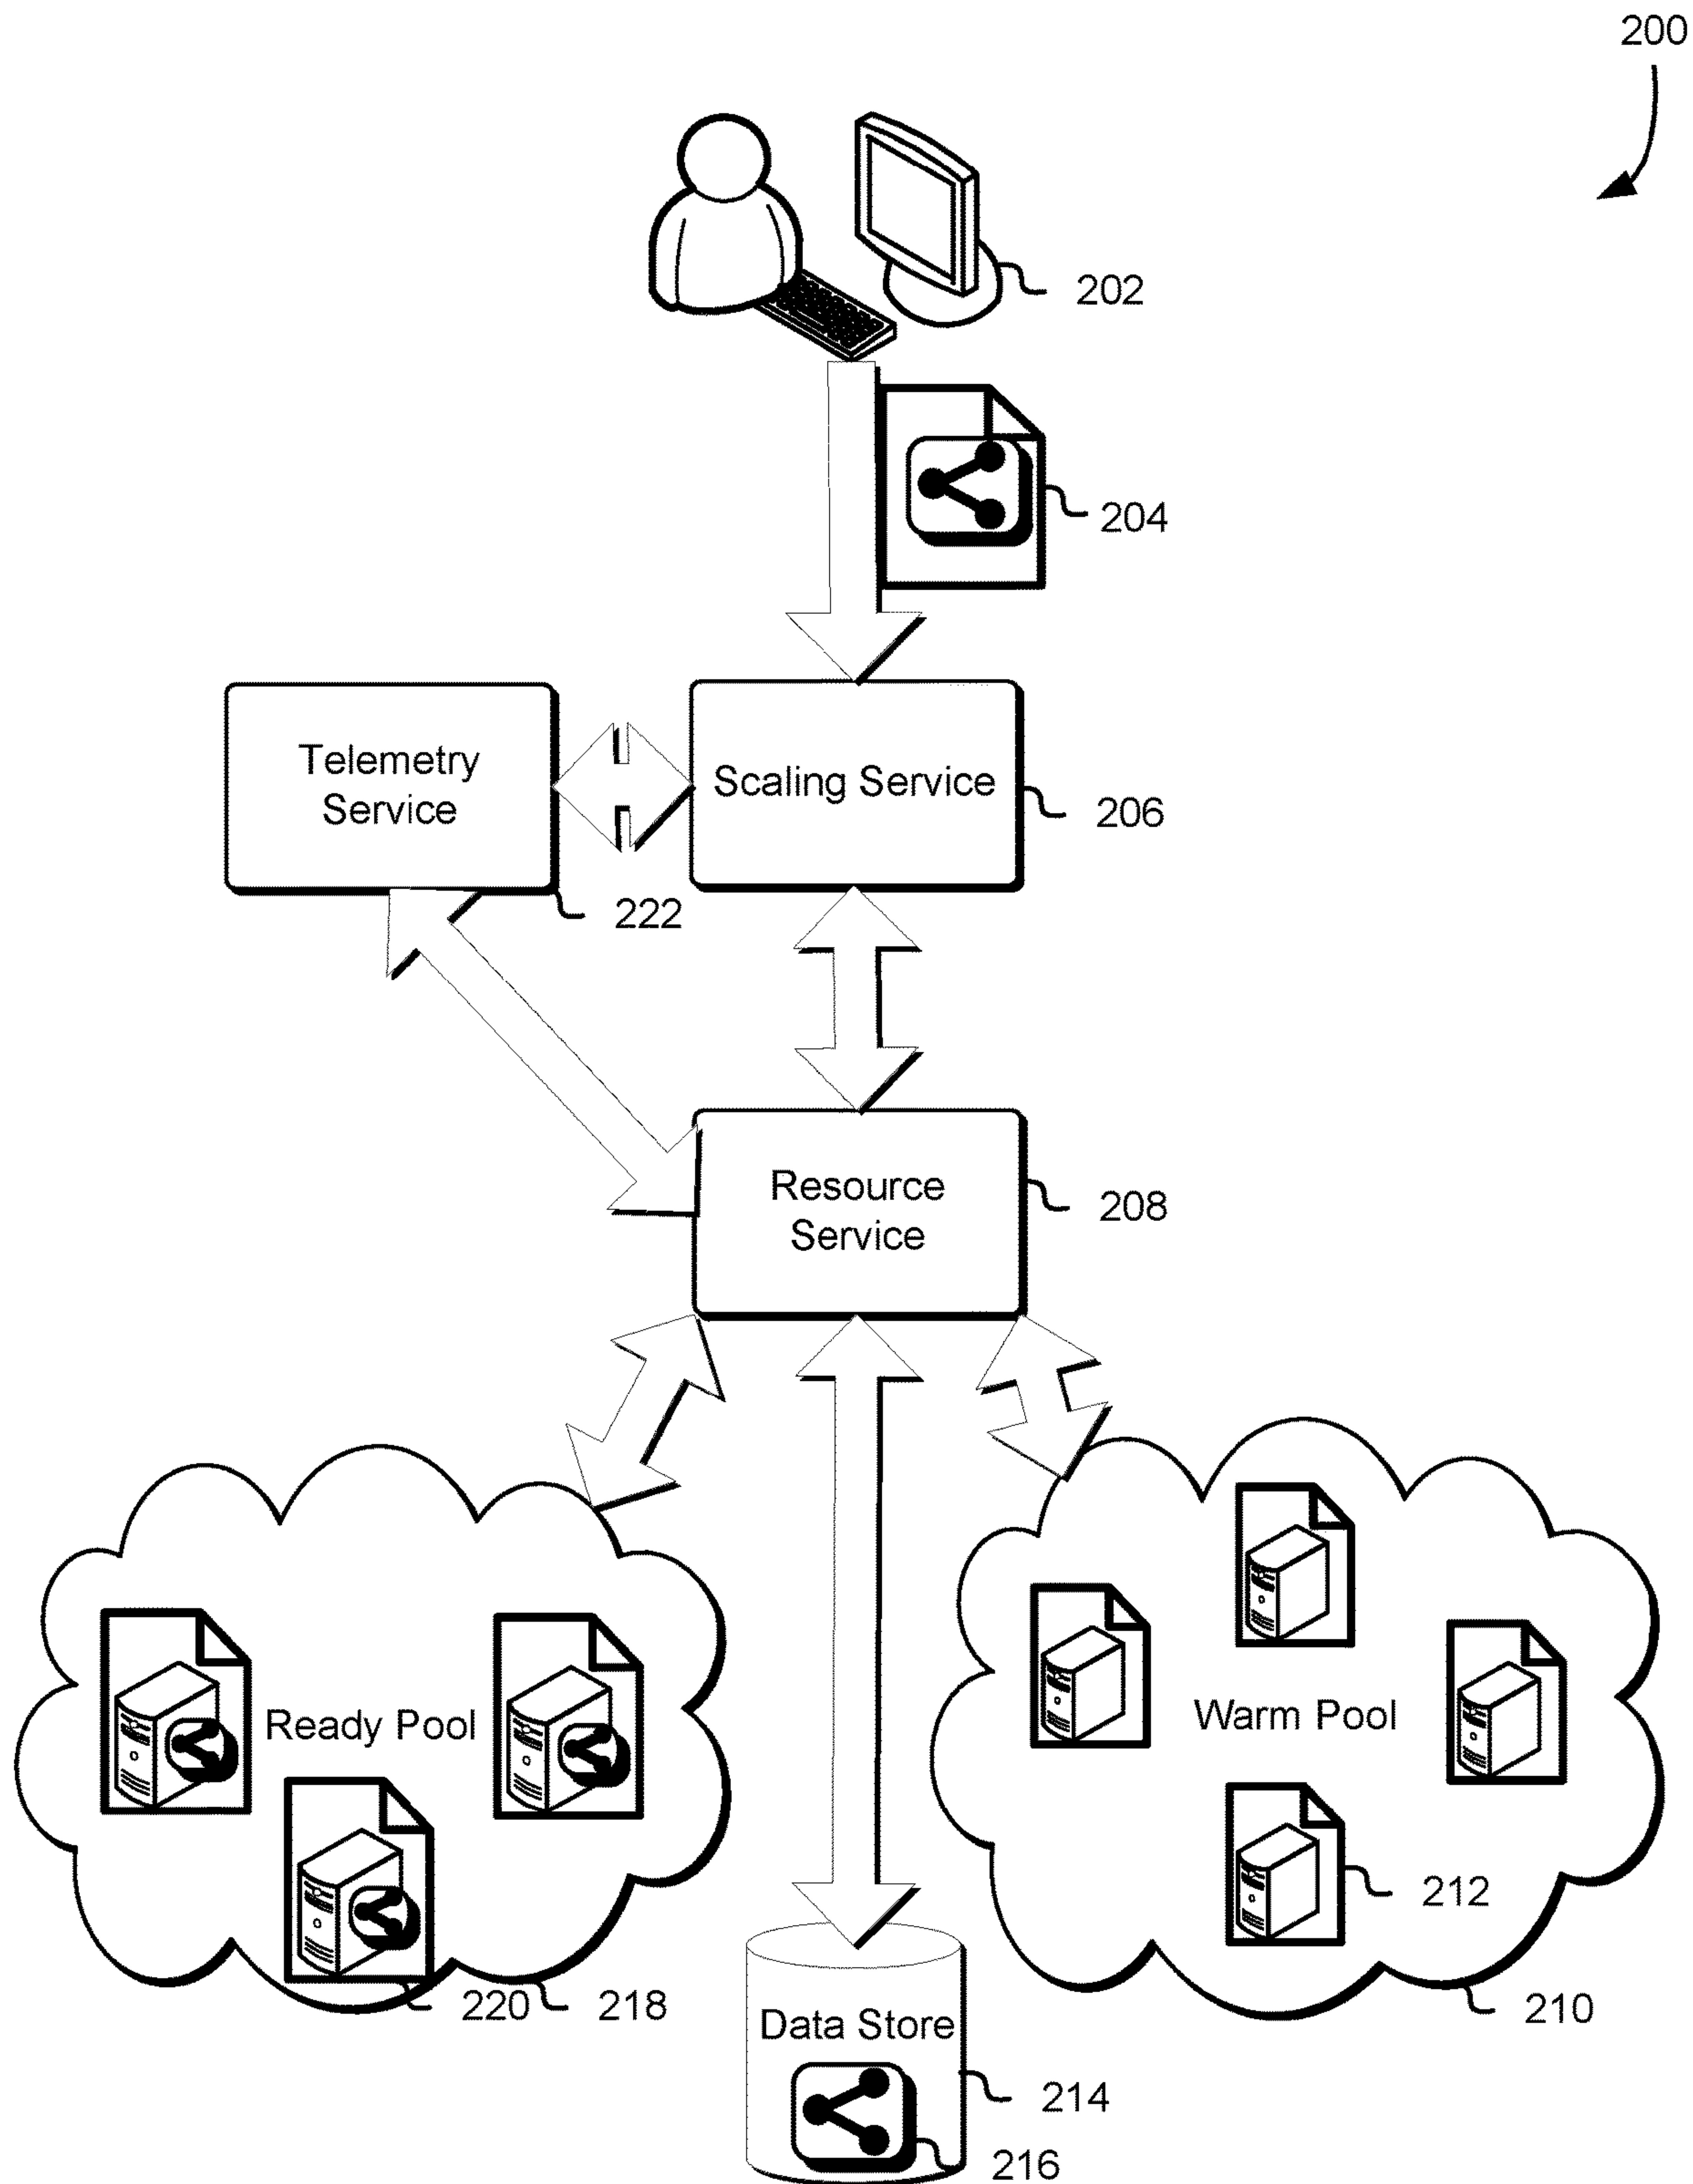 200
202
204
Telemetry
Service
Scaling Service
206
222
Resource
Service
208
Ready Pool
Warm Pool
212
220
218
210
Data Store
214
216